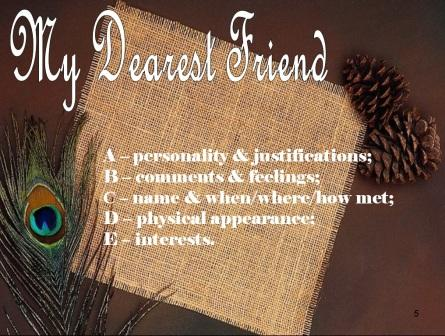 My Dearest Friend
A – personality & justifications;
B – comments & feelings;
C – name & when/where/how met;
D – physical appearance;
E – interests.
5